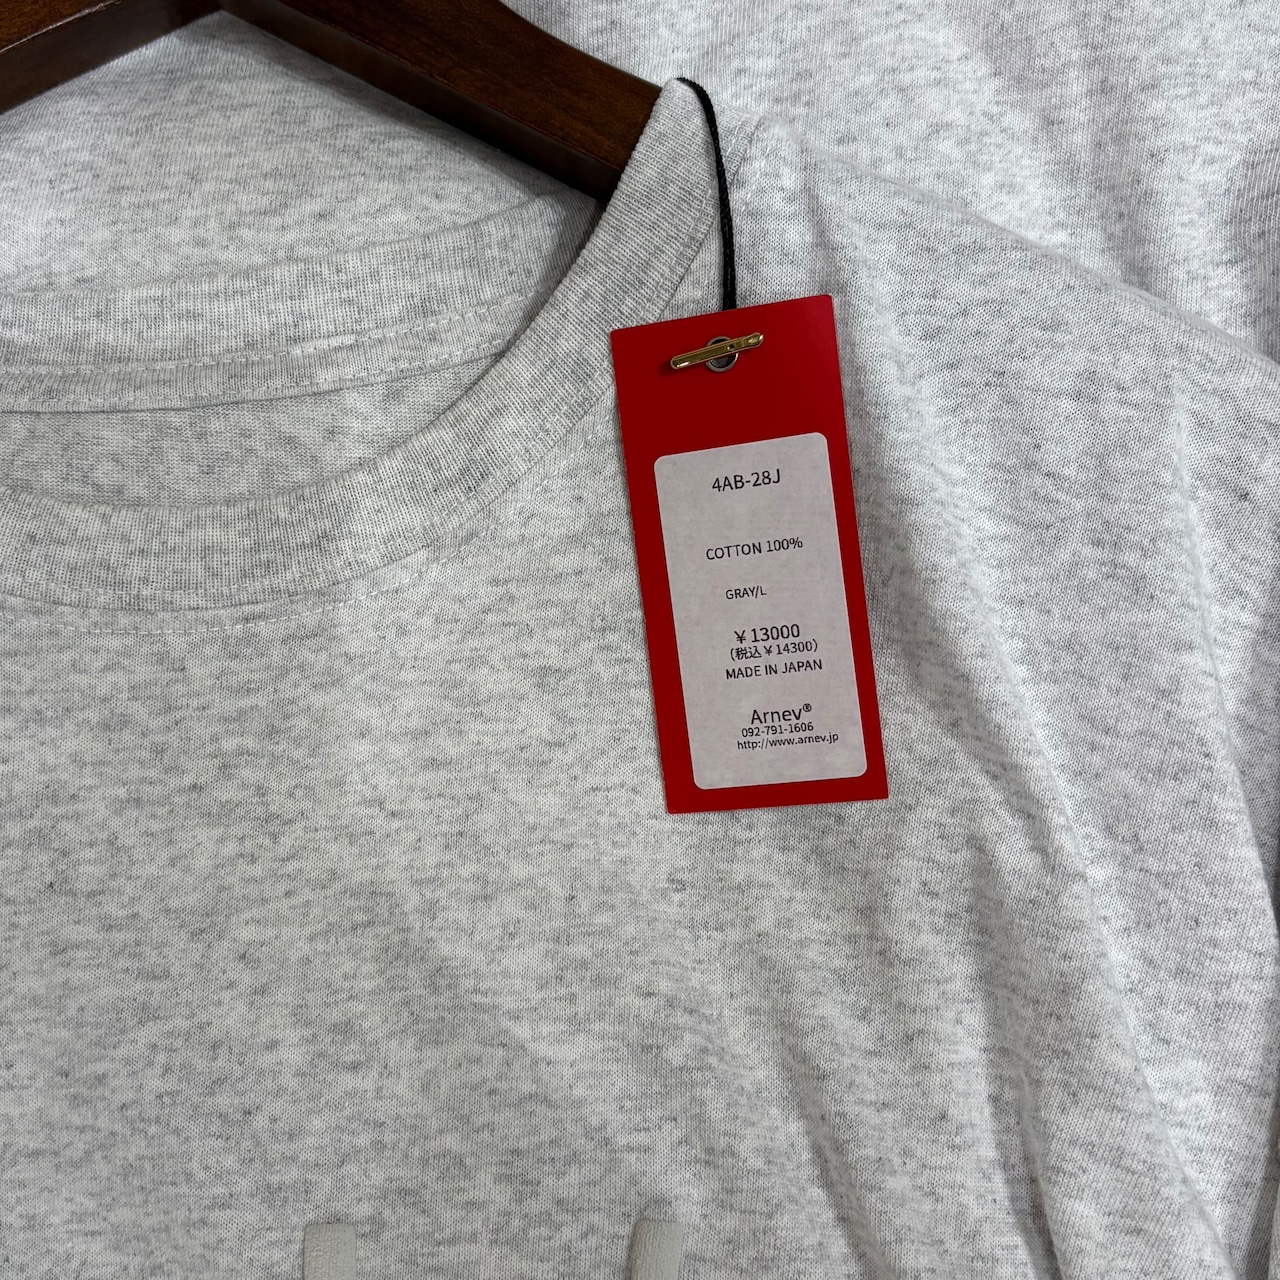 4AB-28J
COTTON 100%
GRAY/L
￥13000
(税込￥14300)
MADE IN JAPAN
Arnev®
092-791-1606
http://www.arnev.jp